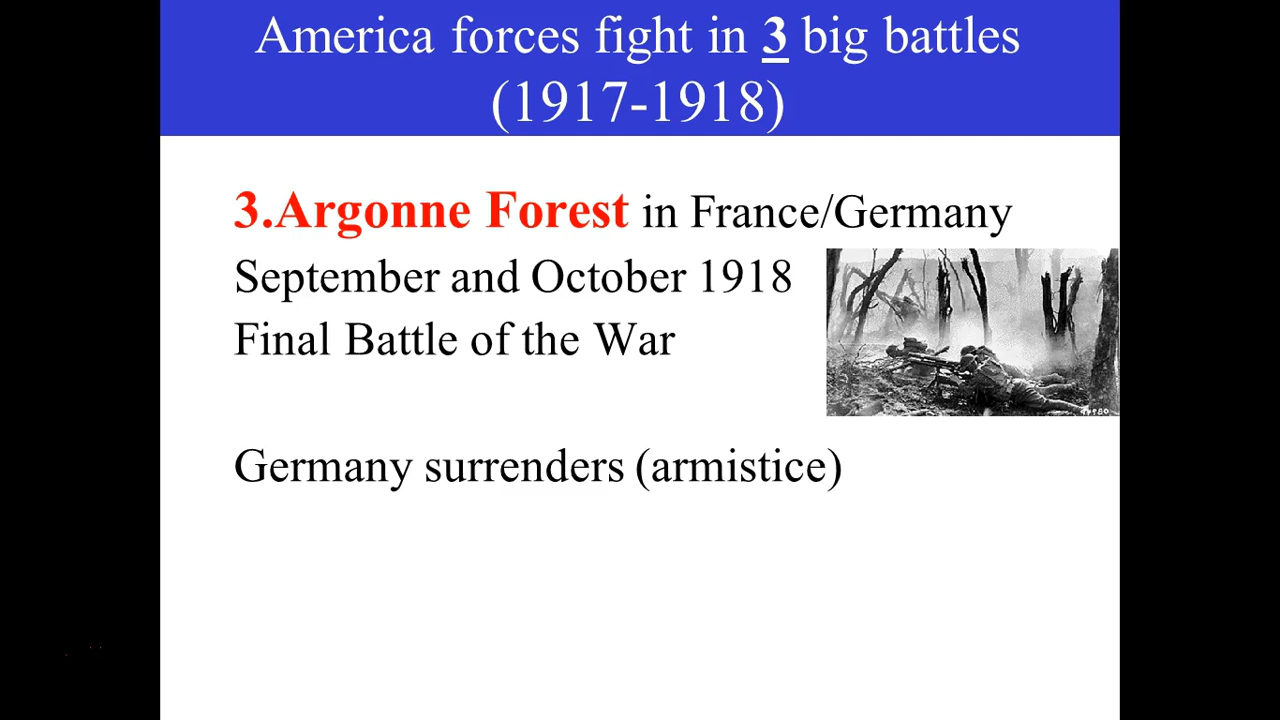 America forces fight in 3 big battles
(1917-1918)
3.Argonne Forest in France/Germany
September and October 1918
Final Battle of the War
Germany surrenders (armistice)